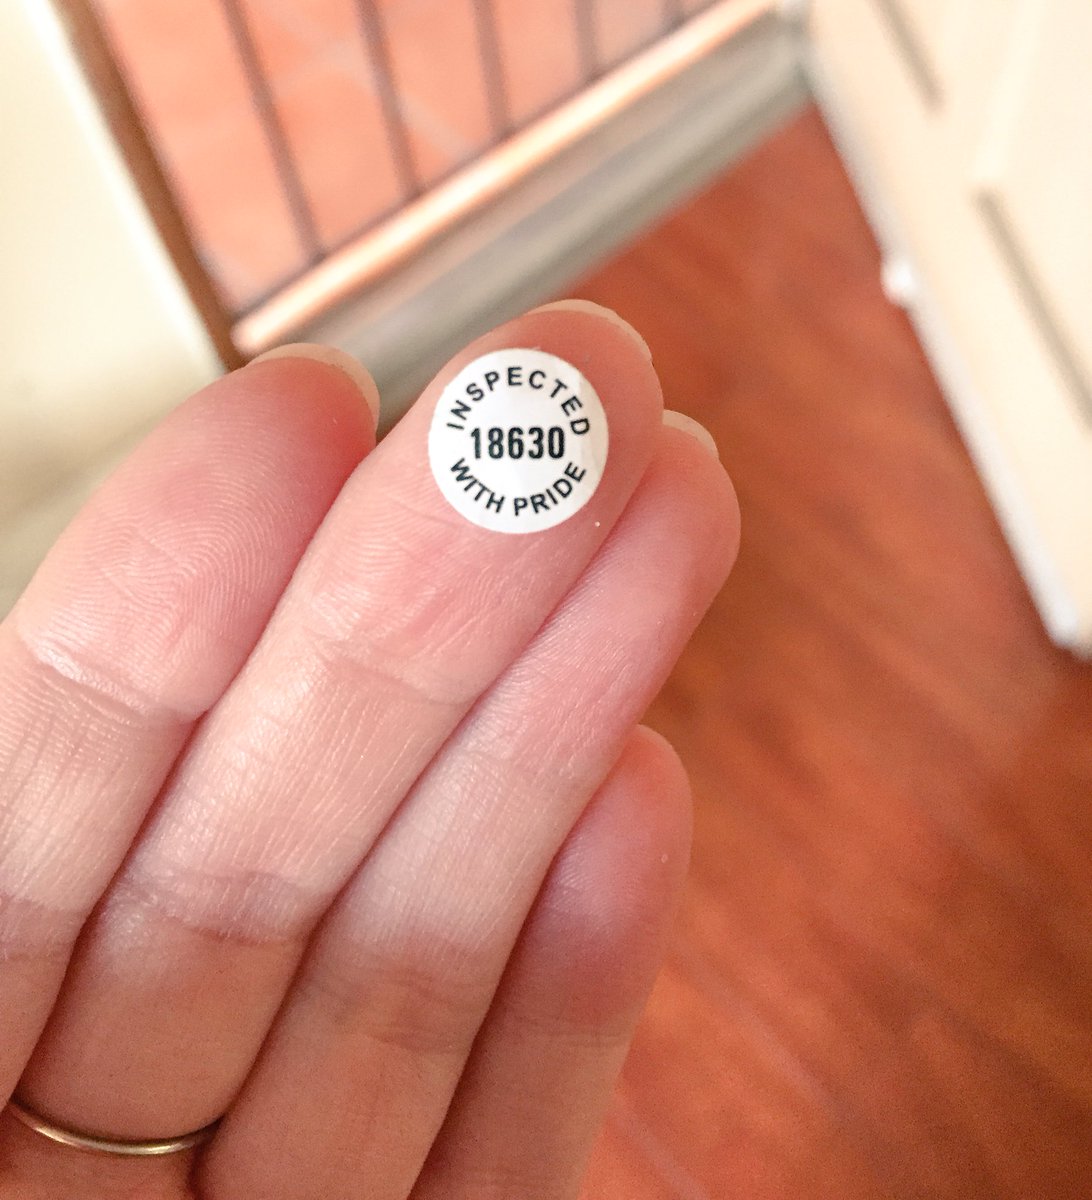 INSPECTED
18630
WITH PRIDE